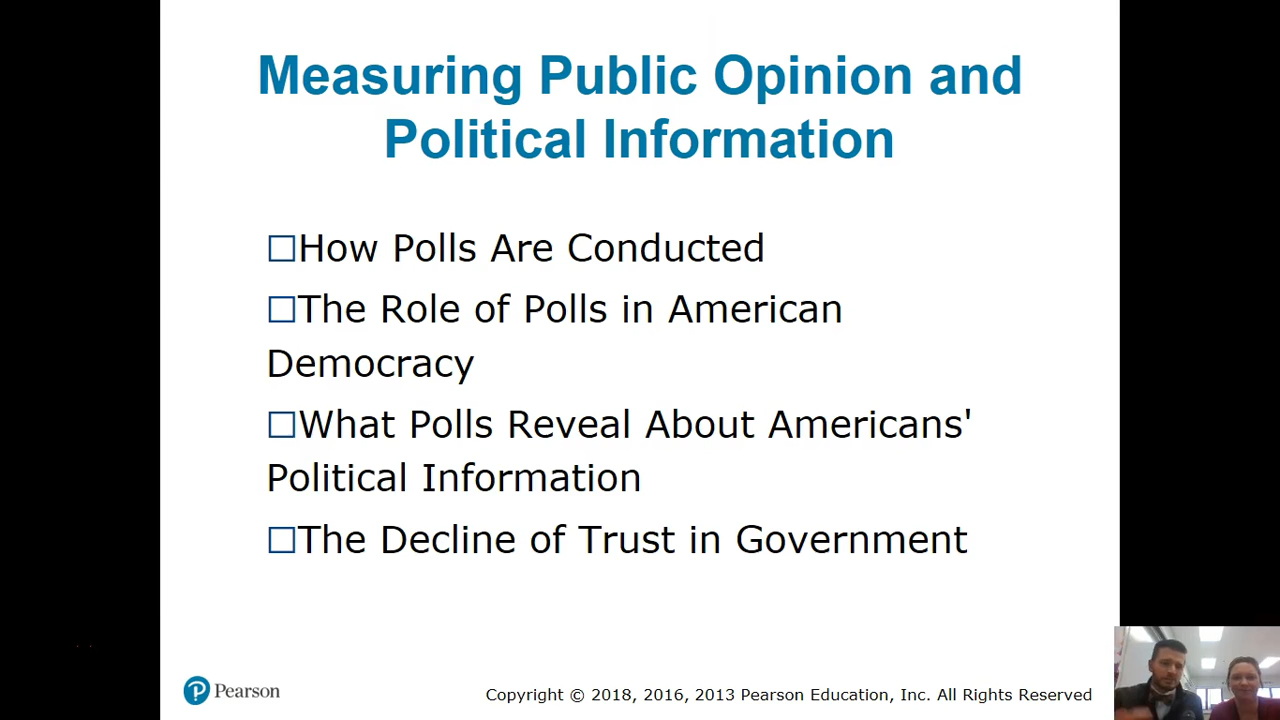 Measuring Public Opinion and
Political Information
□How Polls Are Conducted
□The Role of Polls in American
Democracy
□What Polls Reveal About Americans'
Political Information
□The Decline of Trust in Government
Pearson
Copyright © 2018, 2016, 2013 Pearson Education, Inc. All Rights Reserved